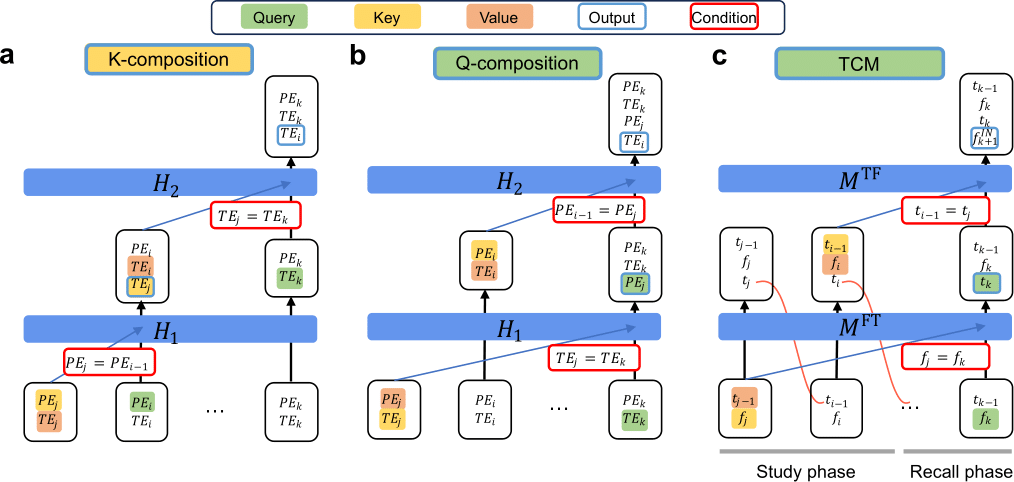 Query Key Value Output Condition
a K-composition
PE_k
TE_k
TE_i
H_2
TE_j = TE_k
PE_i
TE_i
TE_j
PE_k
TE_k
H_1
PE_j = PE_{i-1}
PE_j
TE_j
PE_i
TE_i
...
PE_k
TE_k
b Q-composition
PE_k
TE_k
PE_j
TE_i
H_2
PE_{i-1} = PE_j
PE_i
TE_i
PE_k
TE_k
PE_j
H_1
TE_j = TE_k
PE_j
TE_j
PE_i
TE_i
...
PE_k
TE_k
c TCM
t_{k-1}
f_k
t_k
f^{IN}_{k+1}
M^{TF}
t_{i-1} = t_j
t_{j-1}
f_j
t_j
t_{i-1}
f_i
t_i
t_{k-1}
f_k
t_k
M^{FT}
f_j = f_k
t_{j-1}
f_j
t_{i-1}
f_i
...
t_{k-1}
f_k
Study phase Recall phase